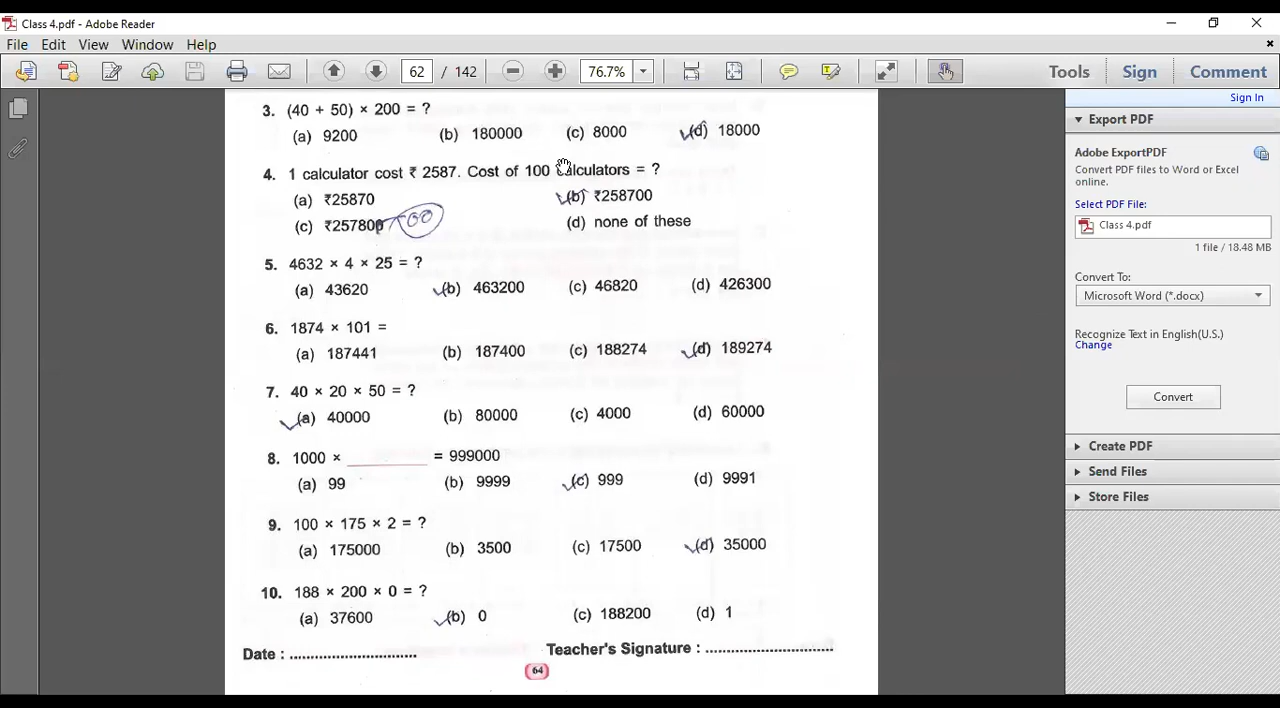 Class 4.pdf - Adobe Reader
File Edit View Window Help
62 / 142 76.7% Tools Sign Comment
Sign In
3. (40 + 50) × 200 = ?
(a) 9200 (b) 180000 (c) 8000 (d) 18000
4. 1 calculator cost ₹ 2587. Cost of 100 calculators = ?
(a) ₹25870 (b) ₹258700
(c) ₹257800 00 (d) none of these
5. 4632 × 4 × 25 = ?
(a) 43620 (b) 463200 (c) 46820 (d) 426300
6. 1874 × 101 =
(a) 187441 (b) 187400 (c) 188274 (d) 189274
7. 40 × 20 × 50 = ?
(a) 40000 (b) 80000 (c) 4000 (d) 60000
8. 1000 × ________ = 999000
(a) 99 (b) 9999 (c) 999 (d) 9991
9. 100 × 175 × 2 = ?
(a) 175000 (b) 3500 (c) 17500 (d) 35000
10. 188 × 200 × 0 = ?
(a) 37600 (b) 0 (c) 188200 (d) 1
Date : ......................... Teacher's Signature : .........................
64
Export PDF
Adobe ExportPDF
Convert PDF files to Word or Excel
online.
Select PDF File:
Class 4.pdf
1 file / 18.48 MB
Convert To:
Microsoft Word (*.docx)
Recognize Text in English(U.S.)
Change
Convert
Create PDF
Send Files
Store Files